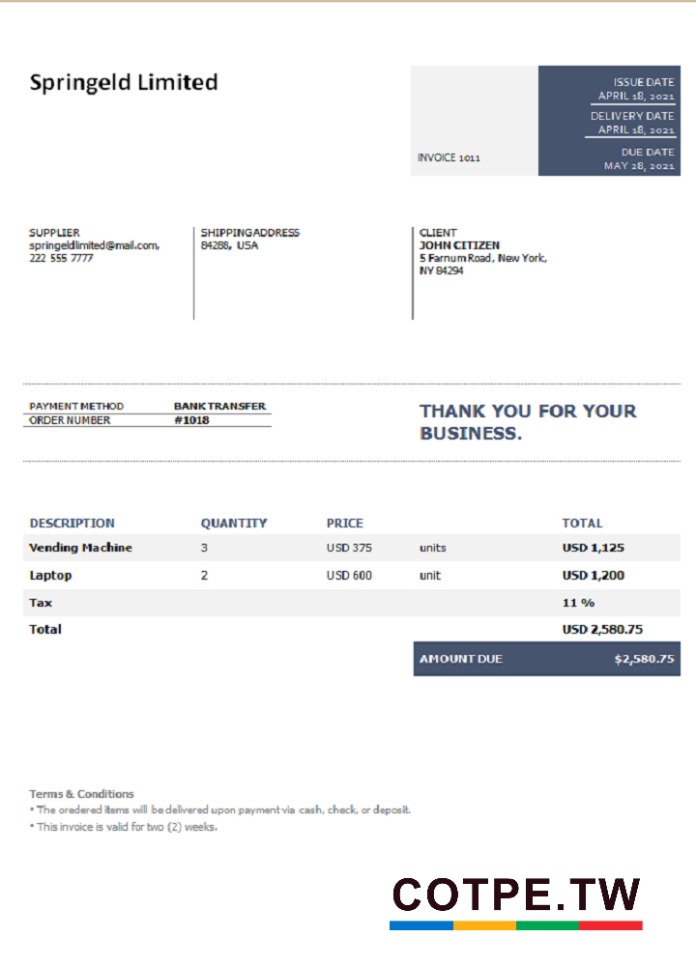 Springeld Limited
ISSUE DATE
APRIL 18, 2021
DELIVERY DATE
APRIL 18, 2021
DUE DATE
MAY 28, 2021
INVOICE 1011
SUPPLIER
springeldlimited@mail.com,
222 555 7777
SHIPPING ADDRESS
84288, USA
CLIENT
JOHN CITIZEN
5 Farnum Road, New York,
NY 84294
PAYMENT METHOD BANK TRANSFER
ORDER NUMBER #1018
THANK YOU FOR YOUR
BUSINESS.
DESCRIPTION QUANTITY PRICE TOTAL
Vending Machine 3 USD 375 units USD 1,125
Laptop 2 USD 600 unit USD 1,200
Tax 11 %
Total USD 2,580.75
AMOUNT DUE $2,580.75
Terms & Conditions
• The oredered items will be delivered upon payment via cash, check, or deposit.
• This invoice is valid for two (2) weeks.
COTPE.TW